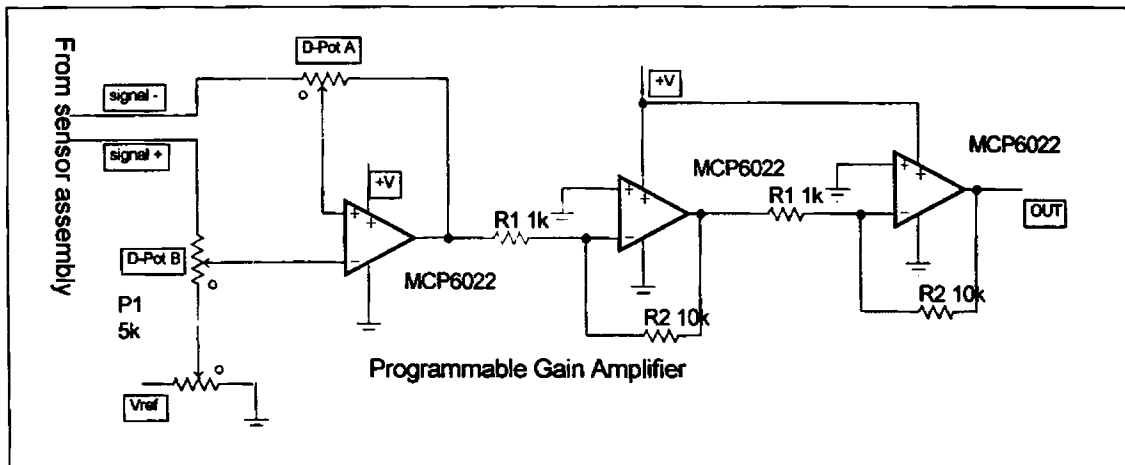 From sensor assembly
D-Pot A
signal -
signal +
+V
D-Pot B
P1
5k
Vref
MCP6022
R1 1k
+V
MCP6022
R2 10k
R1 1k
MCP6022
OUT
R2 10k
Programmable Gain Amplifier